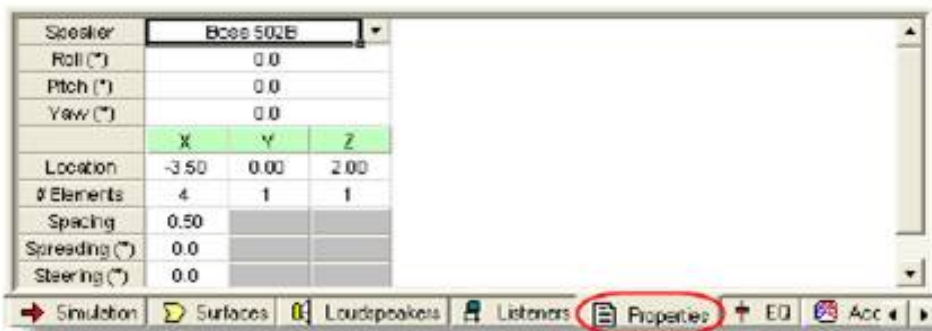 Speaker Bose 502B
Roll (°) 0.0
Pitch (°) 0.0
Yaw (°) 0.0
X Y Z
Location -3.50 0.00 2.00
# Elements 4 1 1
Spacing 0.50
Spreading (°) 0.0
Steering (°) 0.0
Simulation Surfaces Loudspeakers Listeners Properties EQ Acc